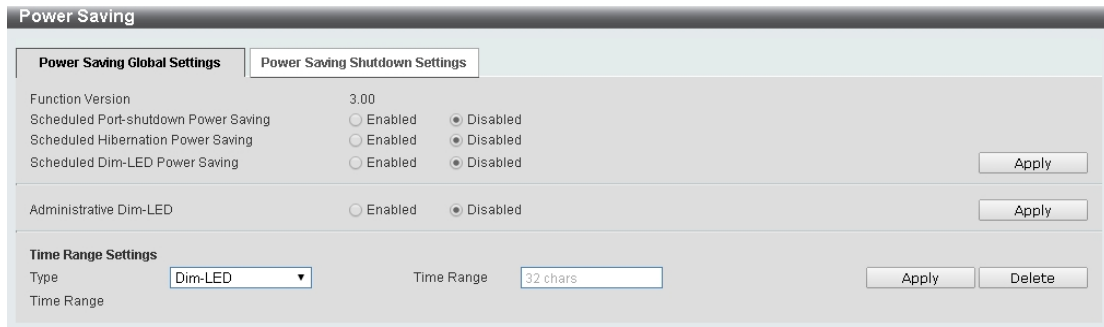 Power Saving
Power Saving Global Settings Power Saving Shutdown Settings
Function Version 3.00
Scheduled Port-shutdown Power Saving Enabled Disabled
Scheduled Hibernation Power Saving Enabled Disabled
Scheduled Dim-LED Power Saving Enabled Disabled Apply
Administrative Dim-LED Enabled Disabled Apply
Time Range Settings
Type Dim-LED Time Range 32 chars Apply Delete
Time Range